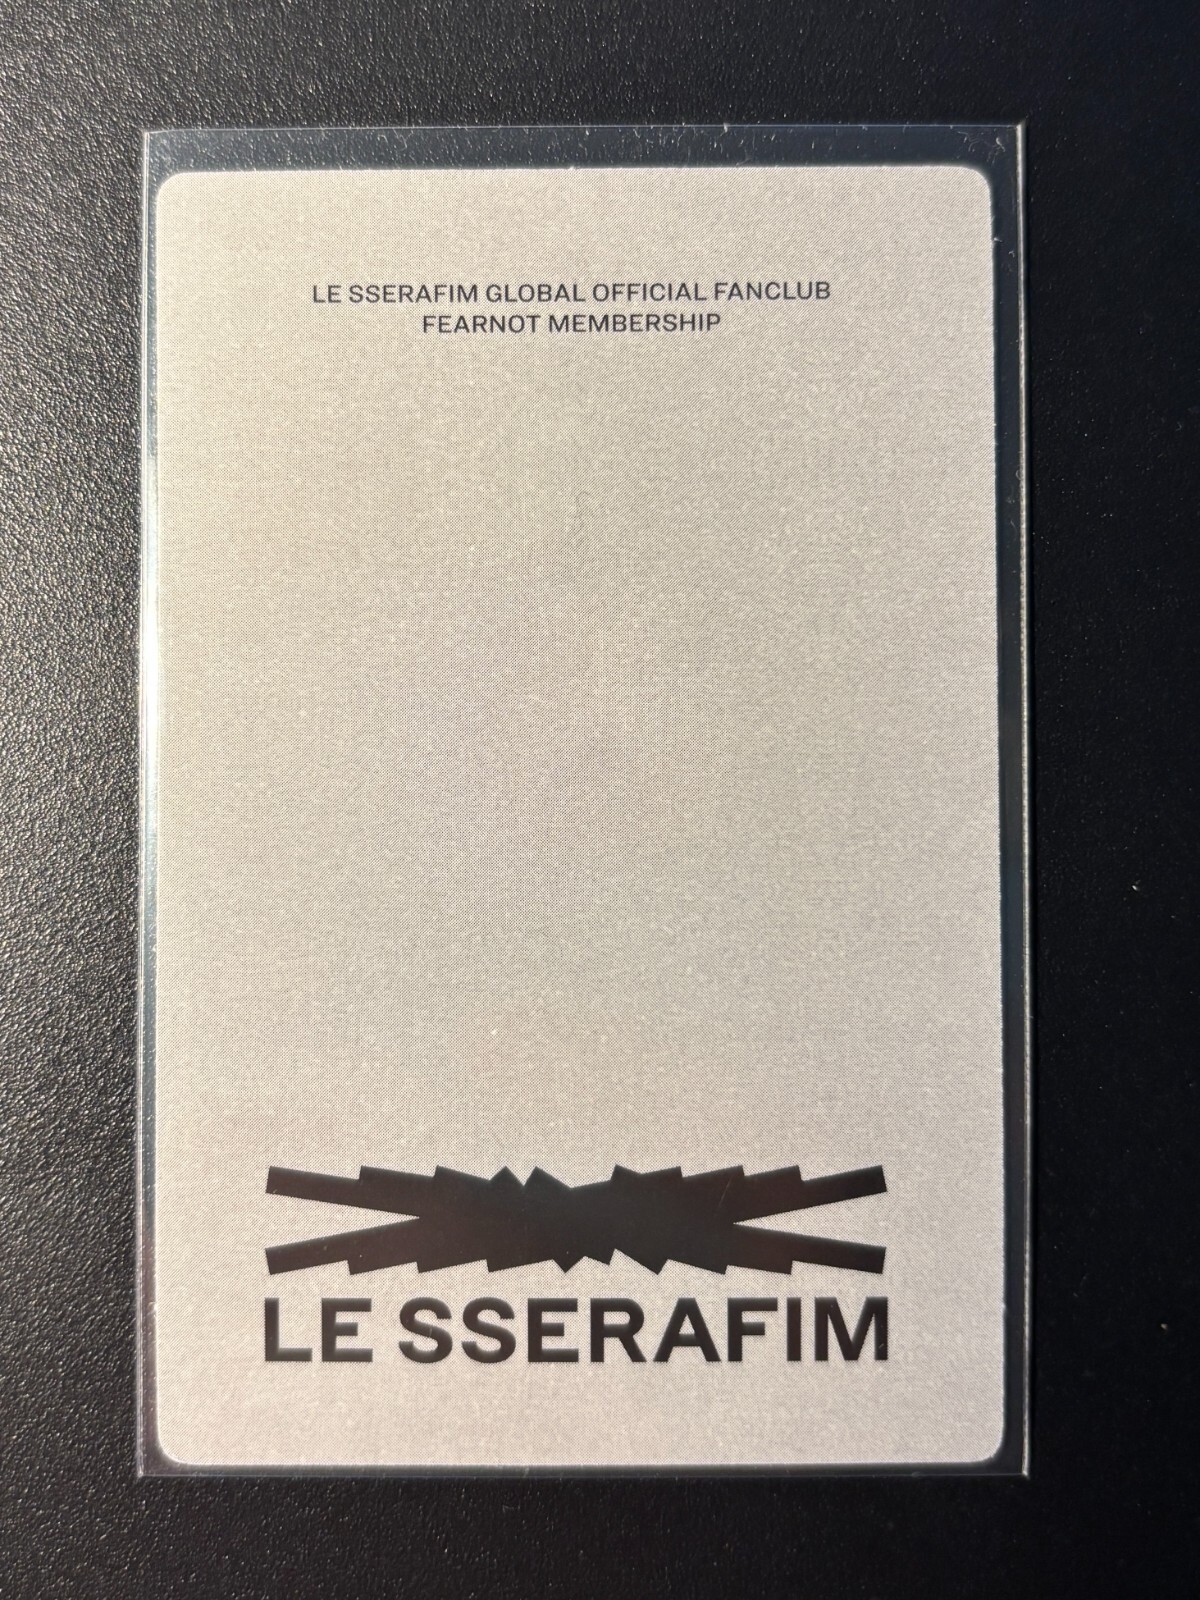 LE SSERAFIM GLOBAL OFFICIAL FANCLUB
FEARNOT MEMBERSHIP
LE SSERAFIM